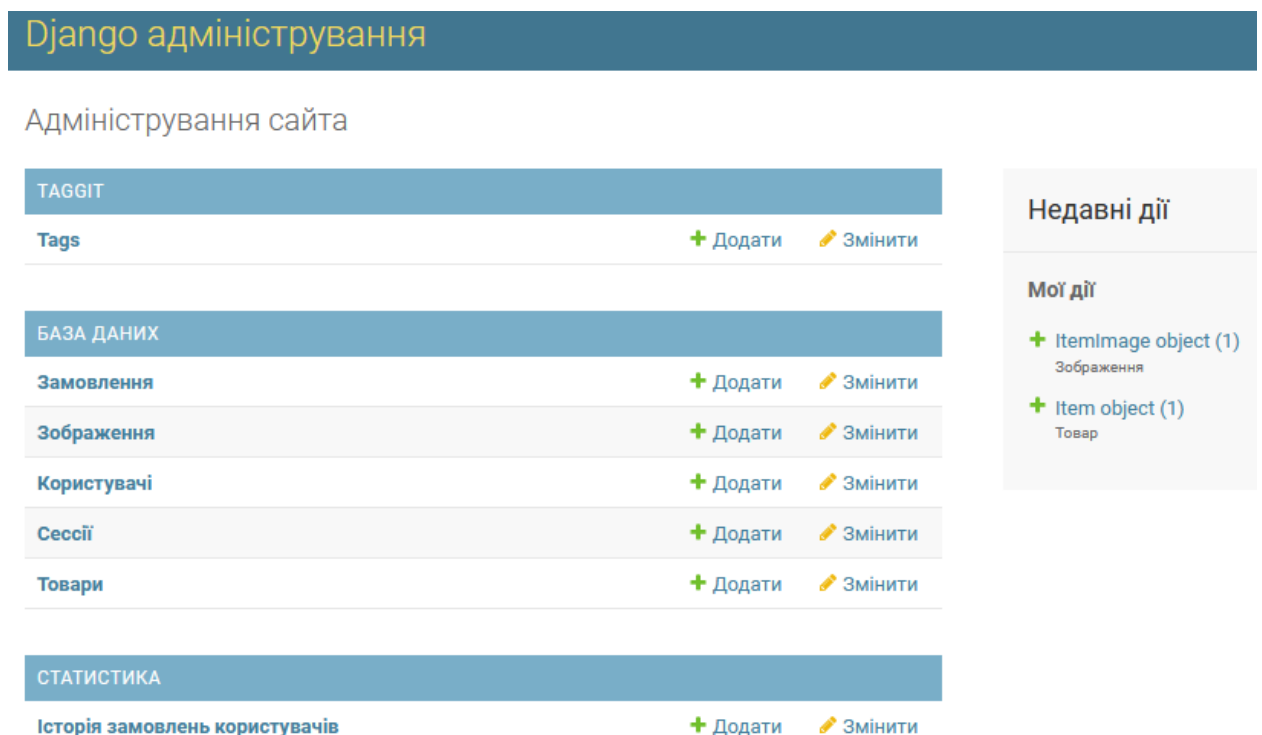 Django адміністрування
Адміністрування сайта
TAGGIT
Tags Додати Змінити
БАЗА ДАНИХ
Замовлення Додати Змінити
Зображення Додати Змінити
Користувачі Додати Змінити
Сессії Додати Змінити
Товари Додати Змінити
СТАТИСТИКА
Історія замовлень користувачів Додати Змінити
Недавні дії
Мої дії
ItemImage object (1)
Зображення
Item object (1)
Товар